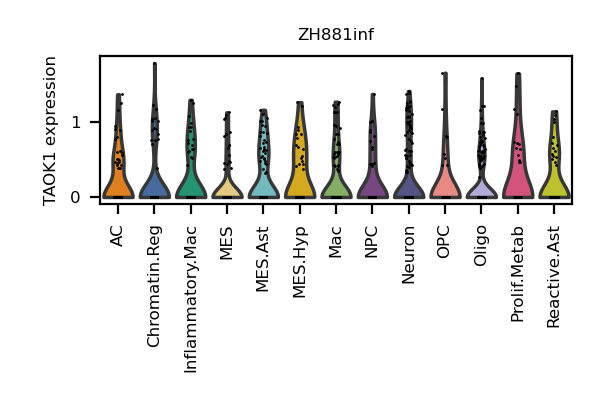 ZH881inf
TAOK1 expression
1
0
AC
Chromatin.Reg
Inflammatory.Mac
MES
MES.Ast
MES.Hyp
Mac
NPC
Neuron
OPC
Oligo
Prolif.Metab
Reactive.Ast